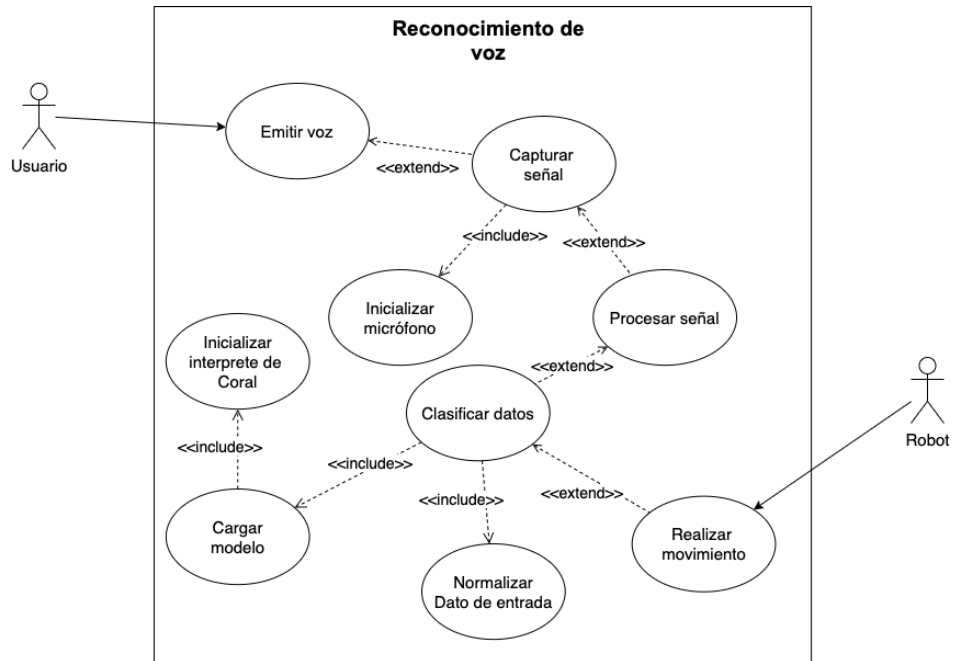 Reconocimiento de
voz
Usuario
Emitir voz
<<extend>>
Capturar
señal
<<include>>
<<extend>>
Inicializar
micrófono
Procesar señal
Inicializar
interprete de
Coral
<<extend>>
Clasificar datos
Robot
<<include>>
<<include>>
<<include>>
<<extend>>
Cargar
modelo
Realizar
movimiento
Normalizar
Dato de entrada